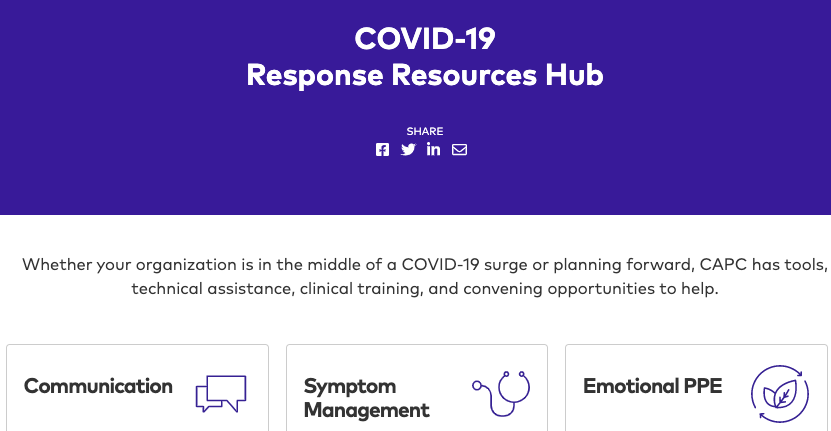 COVID-19
Response Resources Hub
SHARE
Whether your organization is in the middle of a COVID-19 surge or planning forward, CAPC has tools,
technical assistance, clinical training, and convening opportunities to help.
Communication
Symptom
Management
Emotional PPE